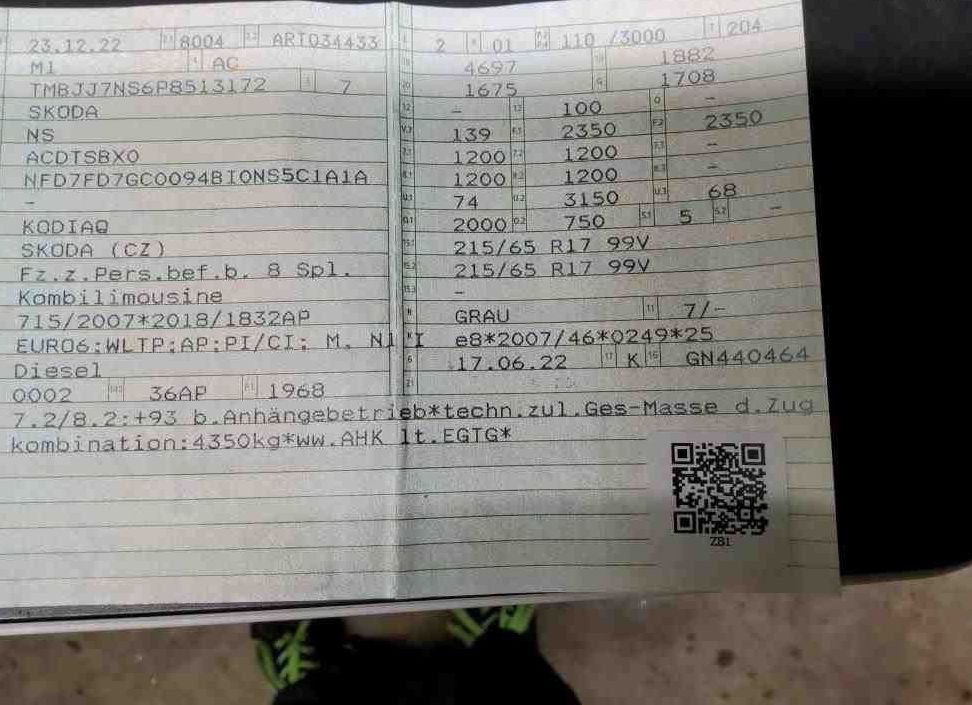 23.12.22 8004 ART034433 2 01 110 /3000 204
M1 AC 4697 1882
TMBJJ7NS6P8513172 7 1675 1708
SKODA - 100 -
NS 139 2350 2350
ACDTSBX0 1200 1200 -
NFD7FD7GC0094BIONS5C1A1A 1200 1200 -
- 74 3150 68
KODIAQ 2000 750 5 -
SKODA (CZ) 215/65 R17 99V
Fz.z.Pers.bef.b. 8 Spl. 215/65 R17 99V
Kombilimousine -
715/2007*2018/1832AP GRAU 11 7/-
EURO6;WLTP;AP;PI/CI; M, N1 I e8*2007/46*0249*25
Diesel 17.06.22 17 K 16 GN440464
0002 36AP 1968
7.2/8.2:+93 b.Anhängebetrieb*techn.zul.Ges-Masse d.Zug
kombination:4350kg*ww.AHK lt.EGTG*
ZB1